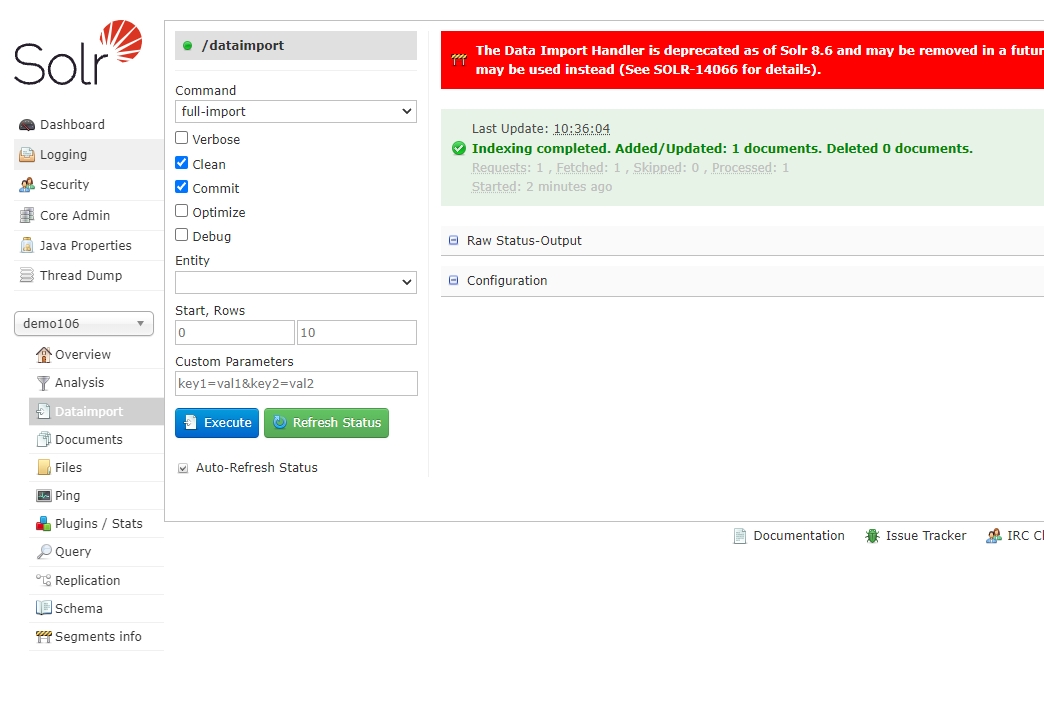 Solr
Dashboard
Logging
Security
Core Admin
Java Properties
Thread Dump
demo106
Overview
Analysis
Dataimport
Documents
Files
Ping
Plugins / Stats
Query
Replication
Schema
Segments info
/dataimport
Command
full-import
Verbose
Clean
Commit
Optimize
Debug
Entity
Start, Rows
0 10
Custom Parameters
key1=val1&key2=val2
Execute Refresh Status
Auto-Refresh Status
The Data Import Handler is deprecated as of Solr 8.6 and may be removed in a futur
may be used instead (See SOLR-14066 for details).
Last Update: 10:36:04
Indexing completed. Added/Updated: 1 documents. Deleted 0 documents.
Requests: 1 , Fetched: 1 , Skipped: 0 , Processed: 1
Started: 2 minutes ago
Raw Status-Output
Configuration
Documentation Issue Tracker IRC Cl